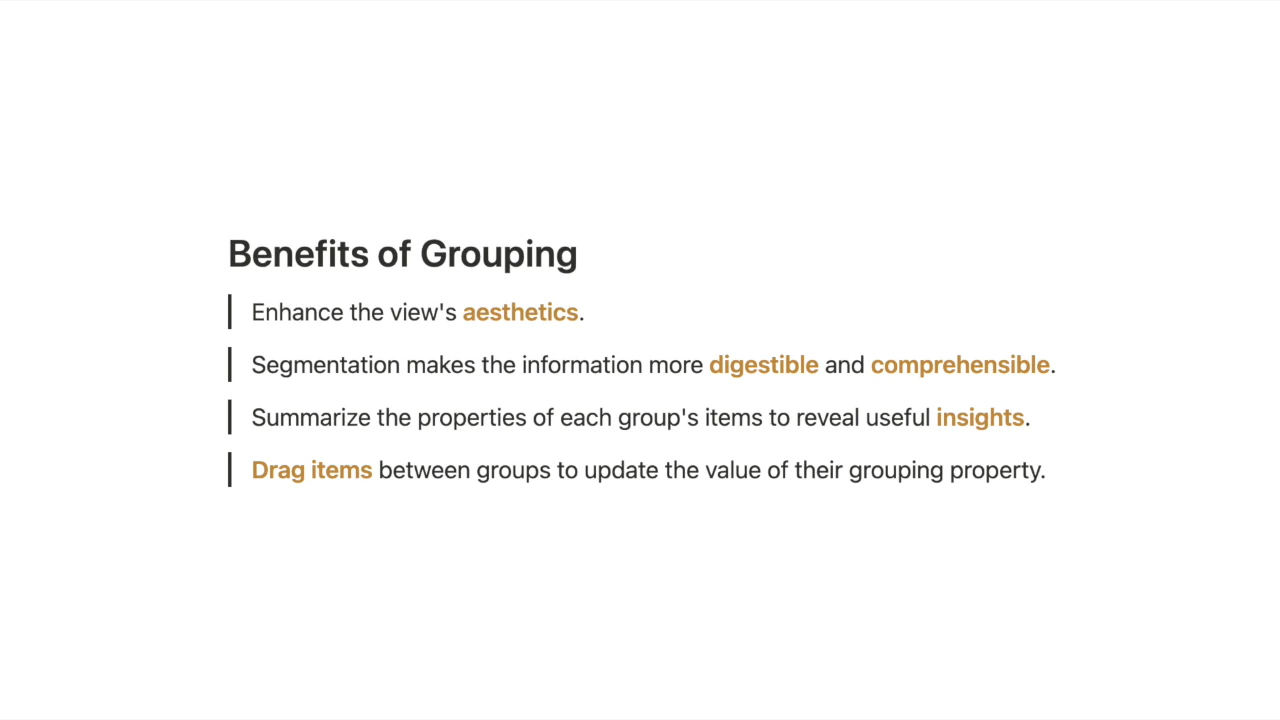 Benefits of Grouping
Enhance the view's aesthetics.
Segmentation makes the information more digestible and comprehensible.
Summarize the properties of each group's items to reveal useful insights.
Drag items between groups to update the value of their grouping property.